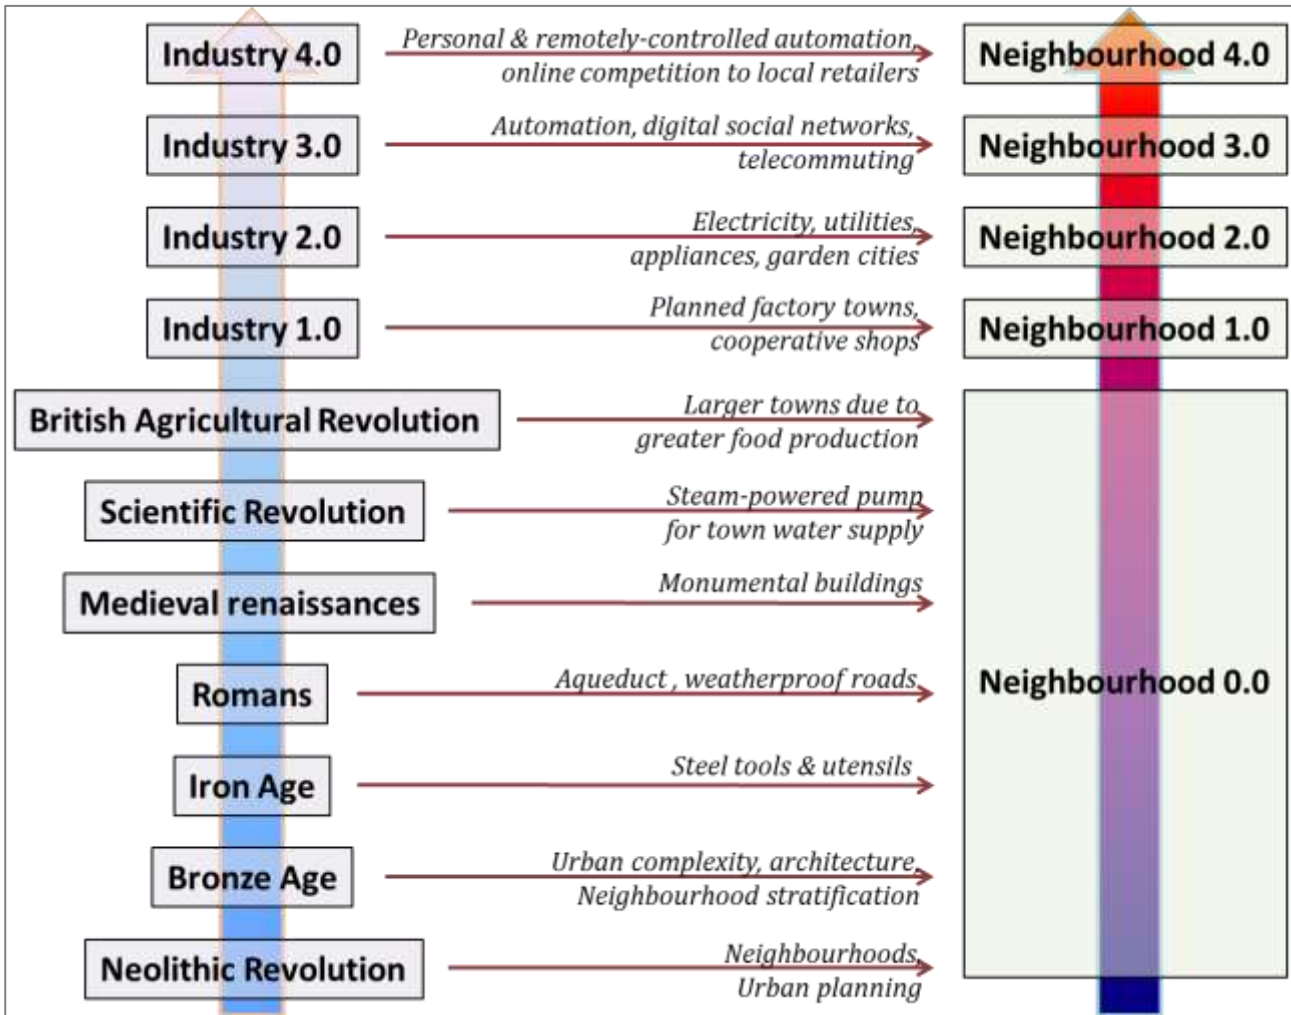 Industry 4.0
Personal & remotely-controlled automation,
online competition to local retailers
Neighbourhood 4.0
Industry 3.0
Automation, digital social networks,
telecommuting
Neighbourhood 3.0
Industry 2.0
Electricity, utilities,
appliances, garden cities
Neighbourhood 2.0
Industry 1.0
Planned factory towns,
cooperative shops
Neighbourhood 1.0
British Agricultural Revolution
Larger towns due to
greater food production
Scientific Revolution
Steam-powered pump
for town water supply
Medieval renaissances
Monumental buildings
Romans
Aqueduct , weatherproof roads
Neighbourhood 0.0
Iron Age
Steel tools & utensils
Bronze Age
Urban complexity, architecture,
Neighbourhood stratification
Neolithic Revolution
Neighbourhoods,
Urban planning